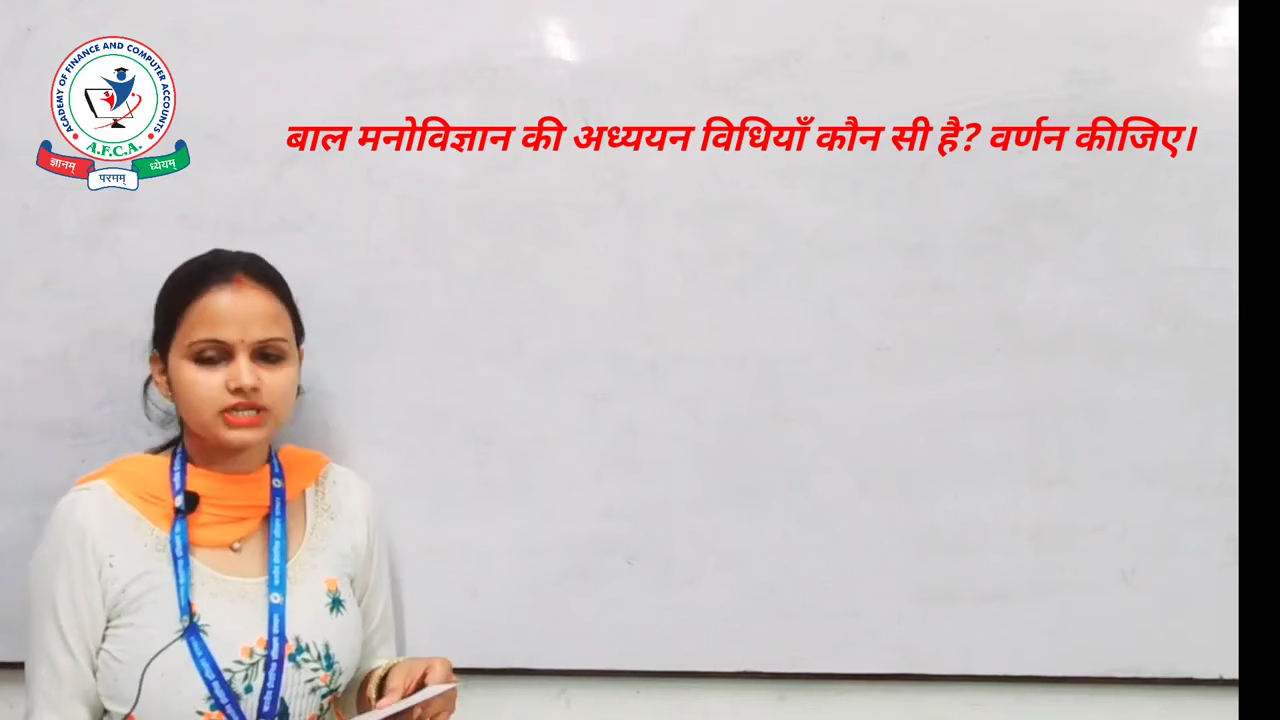 ACADEMY OF FINANCE AND COMPUTER ACCOUNTS
A.F.C.A.
ज्ञानम् परमम् ध्येयम्
बाल मनोविज्ञान की अध्ययन विधियाँ कौन सी है? वर्णन कीजिए।